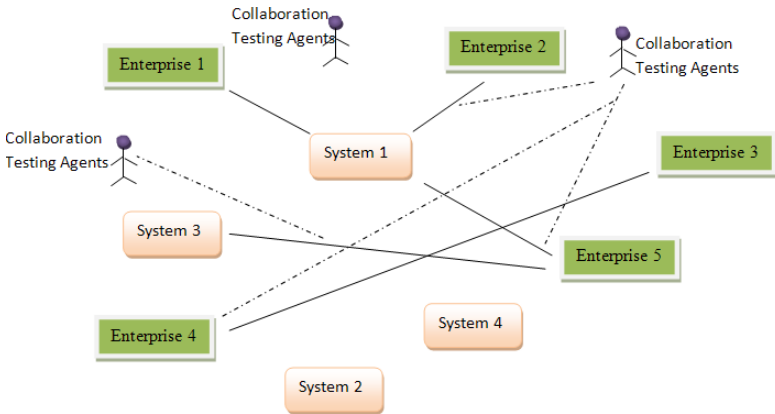 Collaboration
Testing Agents
Enterprise 1
Enterprise 2
Collaboration
Testing Agents
Collaboration
Testing Agents
System 1
Enterprise 3
System 3
Enterprise 5
Enterprise 4
System 4
System 2